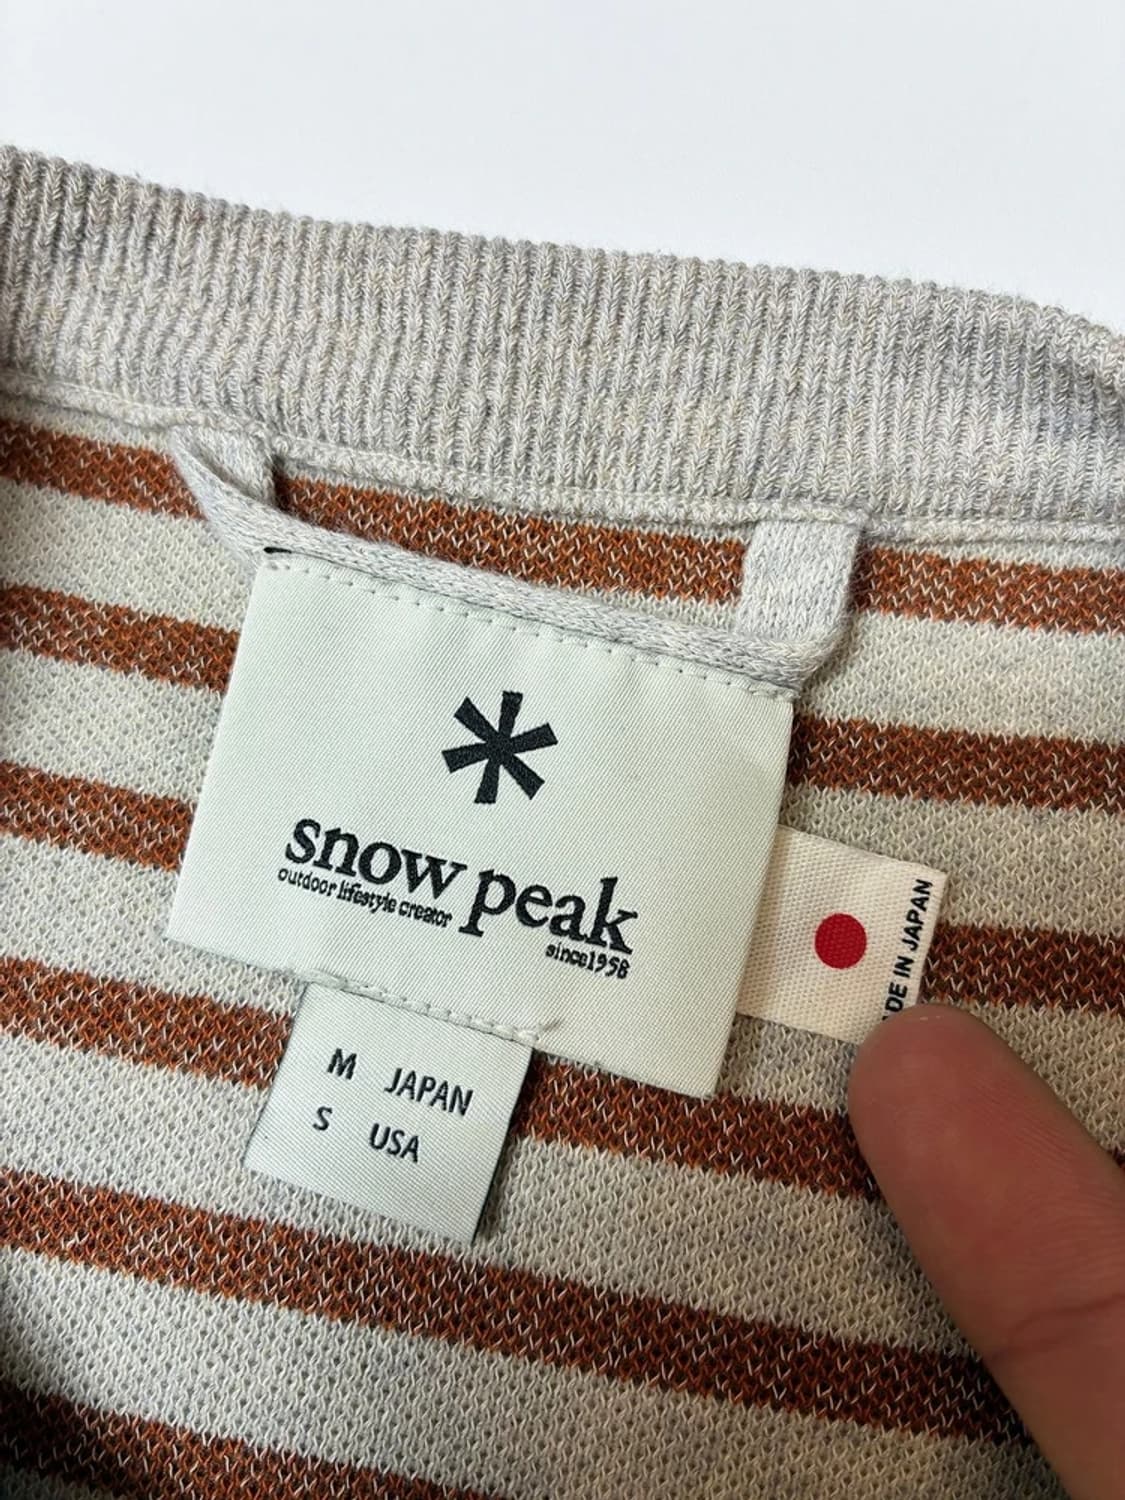 snow peak
outdoor lifestyle creator
since1958
DE IN JAPAN
M JAPAN
S USA